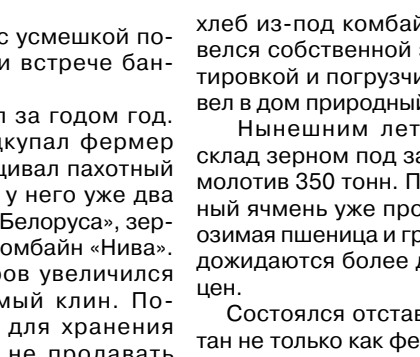 с усмешкой по-
и встрече бан-
за годом год.
купал фермер
щивал пахотный
у него уже два
Белоруса», зер-
омбайн «Нива».
ов увеличился
мый клин. По-
для хранения
не продавать
хлеб из-под комбай
велся собственной
тировкой и погрузчи
вел в дом природный
Нынешним лет
склад зерном под за
молотив 350 тонн. П
ный ячмень уже про
озимая пшеница и гр
дожидаются более д
цен.
Состоялся отстав
тан не только как фе